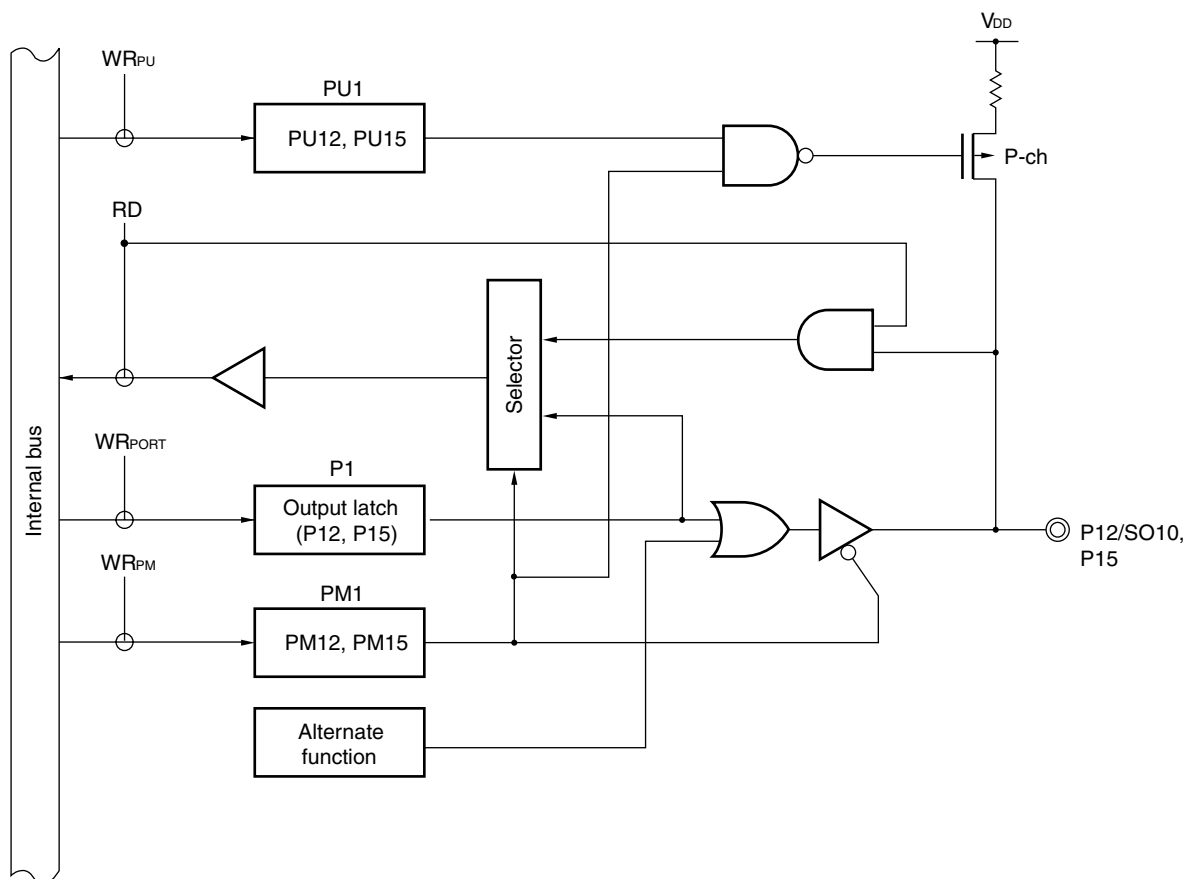 VDD
WRPU
PU1
PU12, PU15
P-ch
RD
Selector
Internal bus
WRPORT
P1
Output latch
(P12, P15)
P12/SO10,
P15
WRPM
PM1
PM12, PM15
Alternate
function